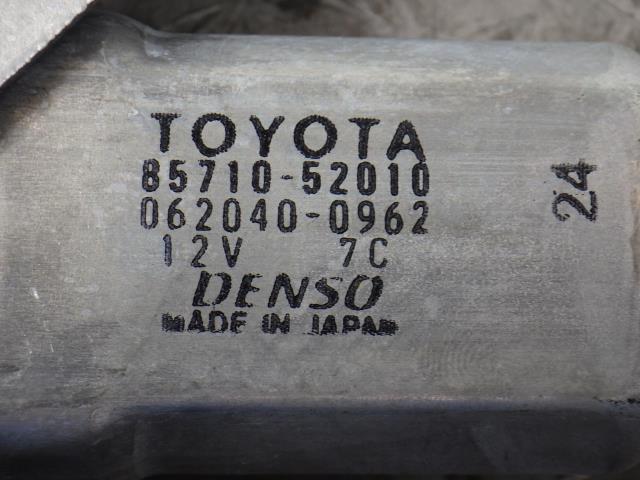 TOYOTA
85710-52010
062040-0962
12V 7C
DENSO
MADE IN JAPAN
24